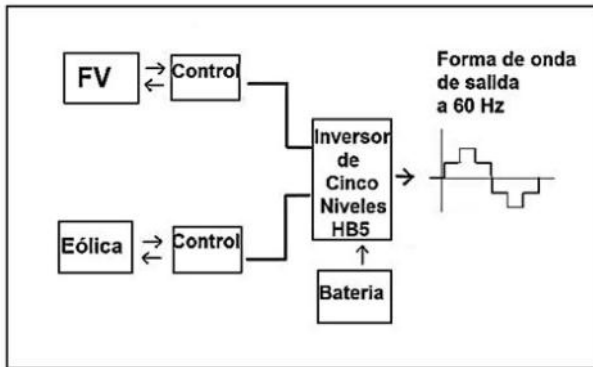 FV
Control
Forma de onda
de salida
a 60 Hz
Inversor
de
Cinco
Niveles
HB5
Eólica
Control
Bateria